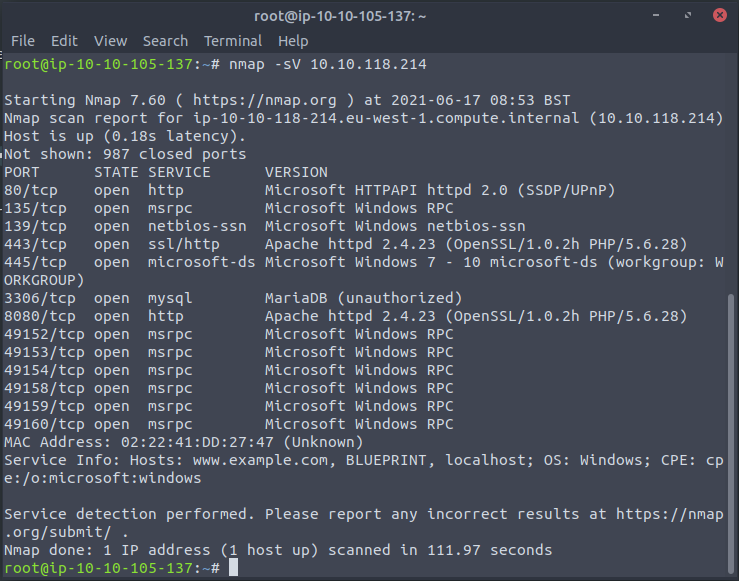 root@ip-10-10-105-137: ~
File Edit View Search Terminal Help
root@ip-10-10-105-137:~# nmap -sV 10.10.118.214
Starting Nmap 7.60 ( https://nmap.org ) at 2021-06-17 08:53 BST
Nmap scan report for ip-10-10-118-214.eu-west-1.compute.internal (10.10.118.214)
Host is up (0.18s latency).
Not shown: 987 closed ports
PORT      STATE SERVICE      VERSION
80/tcp    open  http         Microsoft HTTPAPI httpd 2.0 (SSDP/UPnP)
135/tcp   open  msrpc        Microsoft Windows RPC
139/tcp   open  netbios-ssn  Microsoft Windows netbios-ssn
443/tcp   open  ssl/http     Apache httpd 2.4.23 (OpenSSL/1.0.2h PHP/5.6.28)
445/tcp   open  microsoft-ds Microsoft Windows 7 - 10 microsoft-ds (workgroup: W
ORKGROUP)
3306/tcp  open  mysql        MariaDB (unauthorized)
8080/tcp  open  http         Apache httpd 2.4.23 (OpenSSL/1.0.2h PHP/5.6.28)
49152/tcp open  msrpc        Microsoft Windows RPC
49153/tcp open  msrpc        Microsoft Windows RPC
49154/tcp open  msrpc        Microsoft Windows RPC
49158/tcp open  msrpc        Microsoft Windows RPC
49159/tcp open  msrpc        Microsoft Windows RPC
49160/tcp open  msrpc        Microsoft Windows RPC
MAC Address: 02:22:41:DD:27:47 (Unknown)
Service Info: Hosts: www.example.com, BLUEPRINT, localhost; OS: Windows; CPE: cp
e:/o:microsoft:windows
Service detection performed. Please report any incorrect results at https://nmap
.org/submit/ .
Nmap done: 1 IP address (1 host up) scanned in 111.97 seconds
root@ip-10-10-105-137:~#